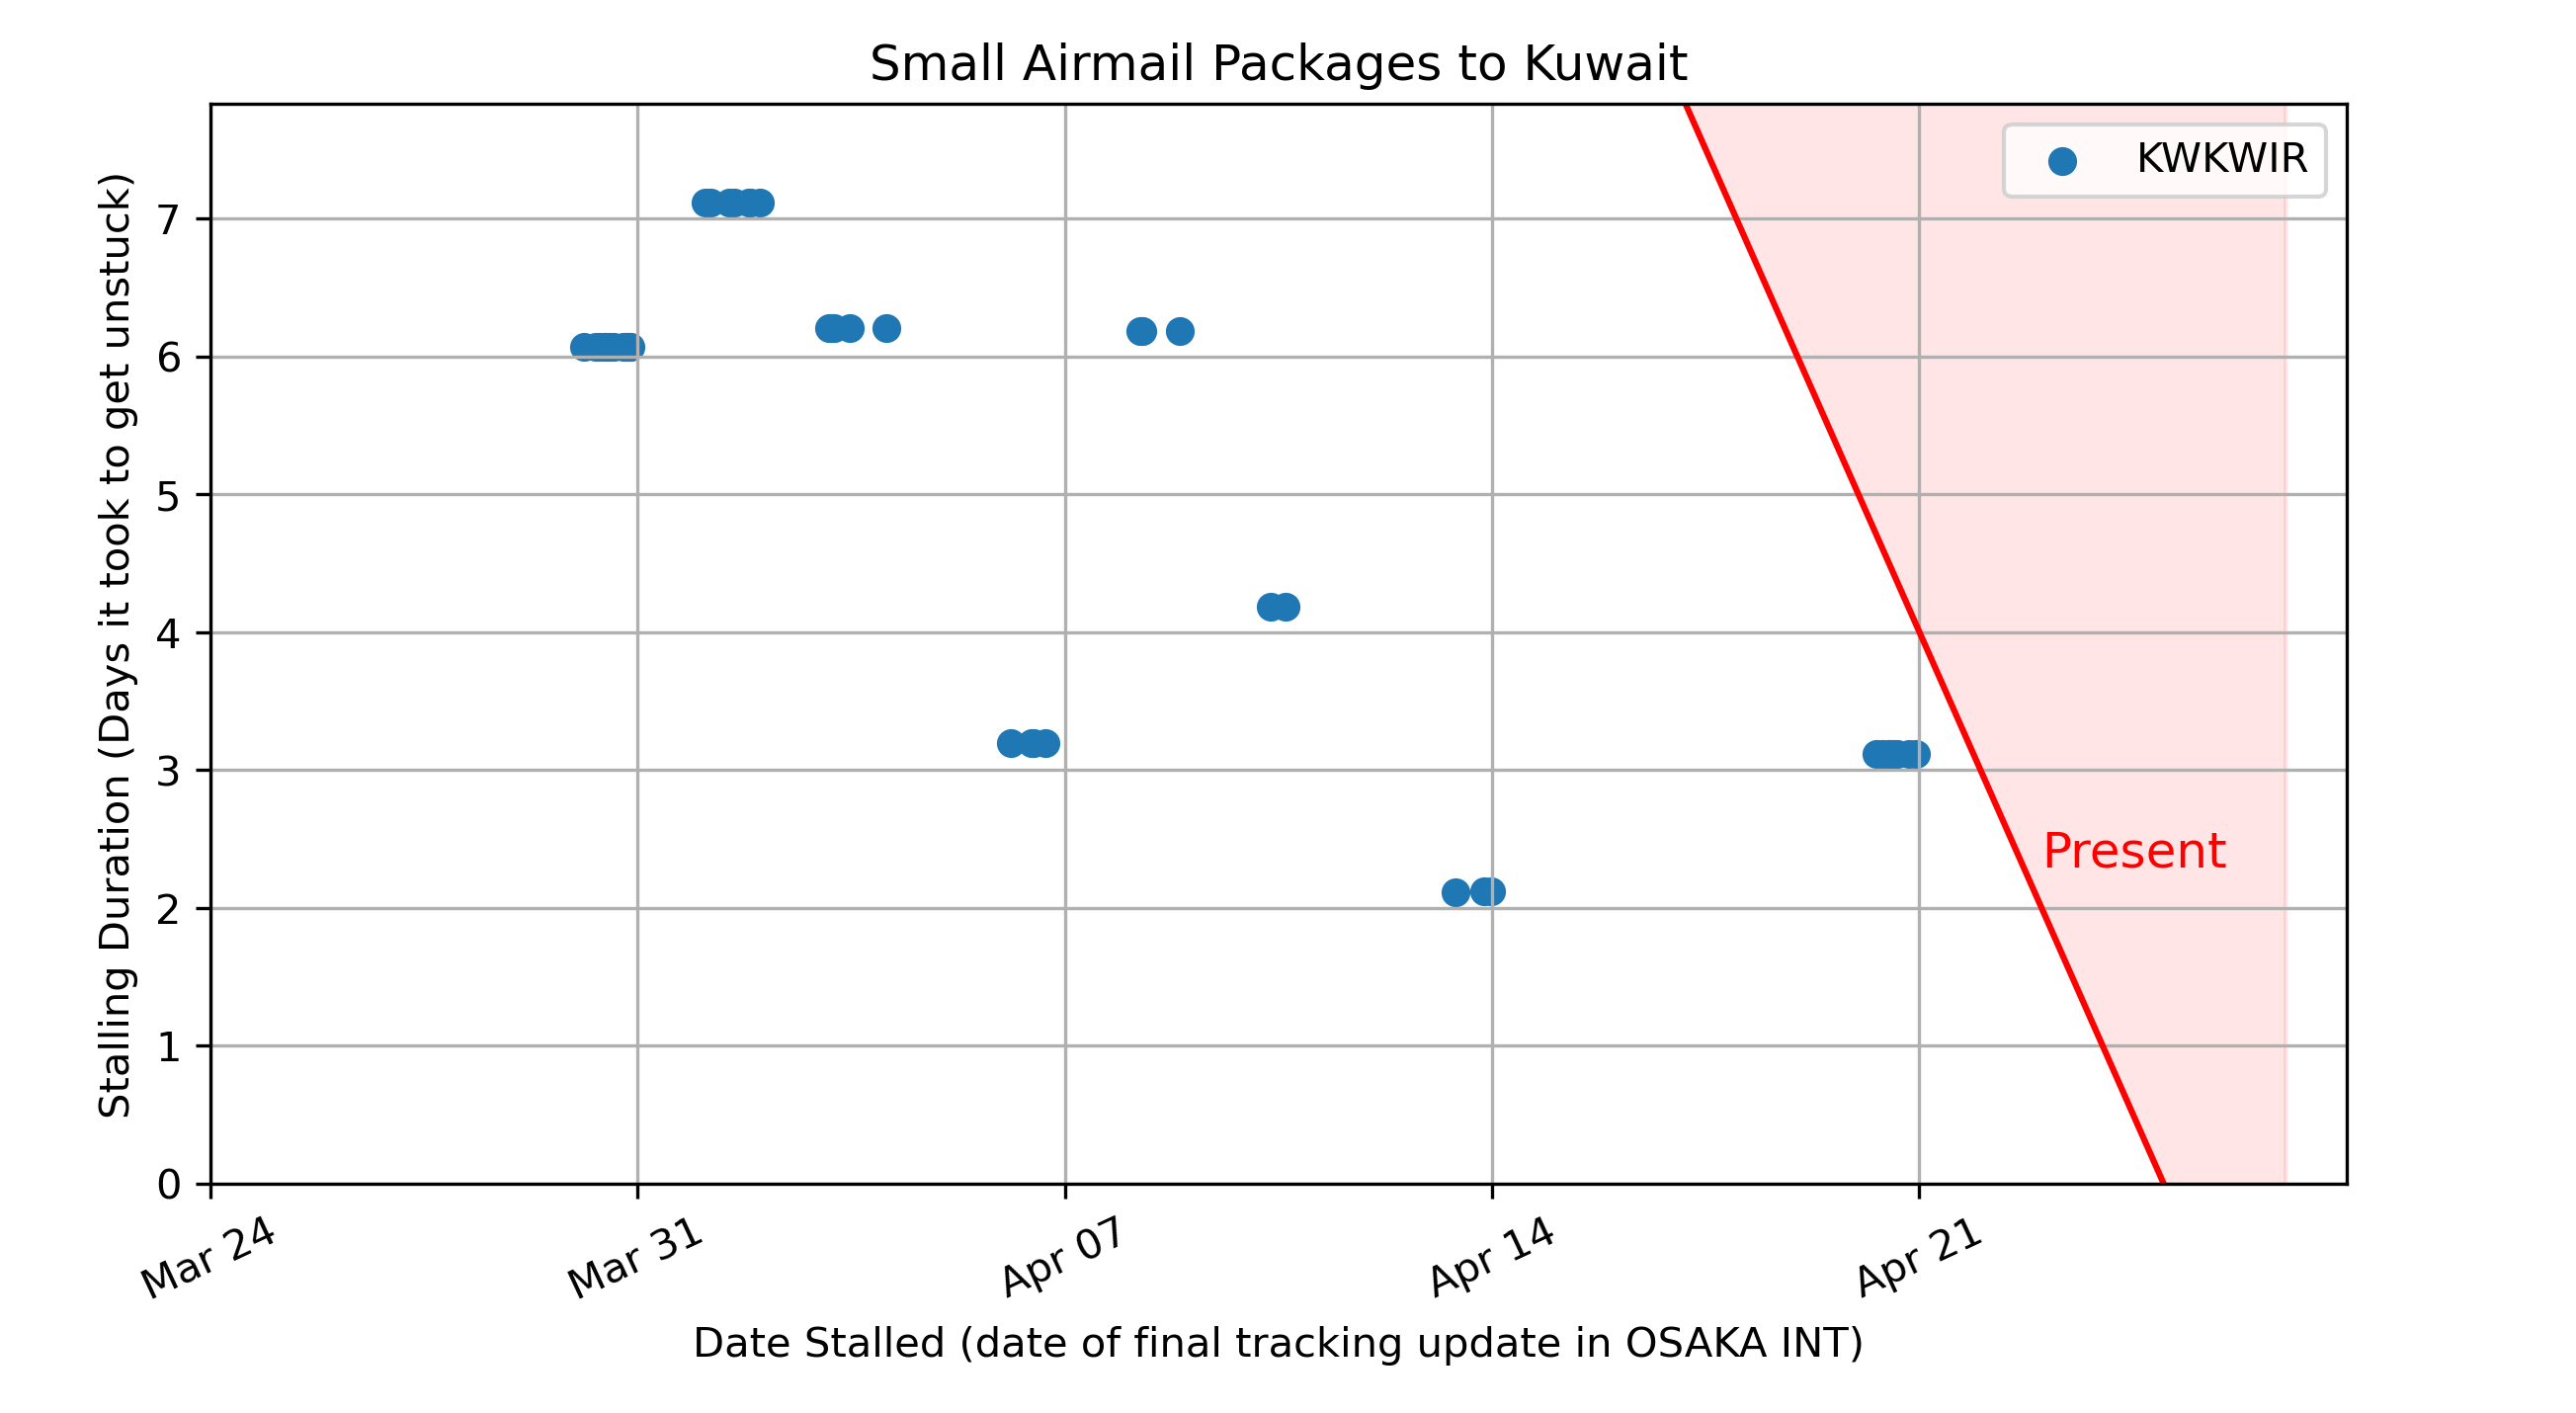 Small Airmail Packages to Kuwait
KWKWIR
Stalling Duration (Days it took to get unstuck)
7
6
5
4
3
2
1
0
Present
Mar 24
Mar 31
Apr 07
Apr 14
Apr 21
Date Stalled (date of final tracking update in OSAKA INT)